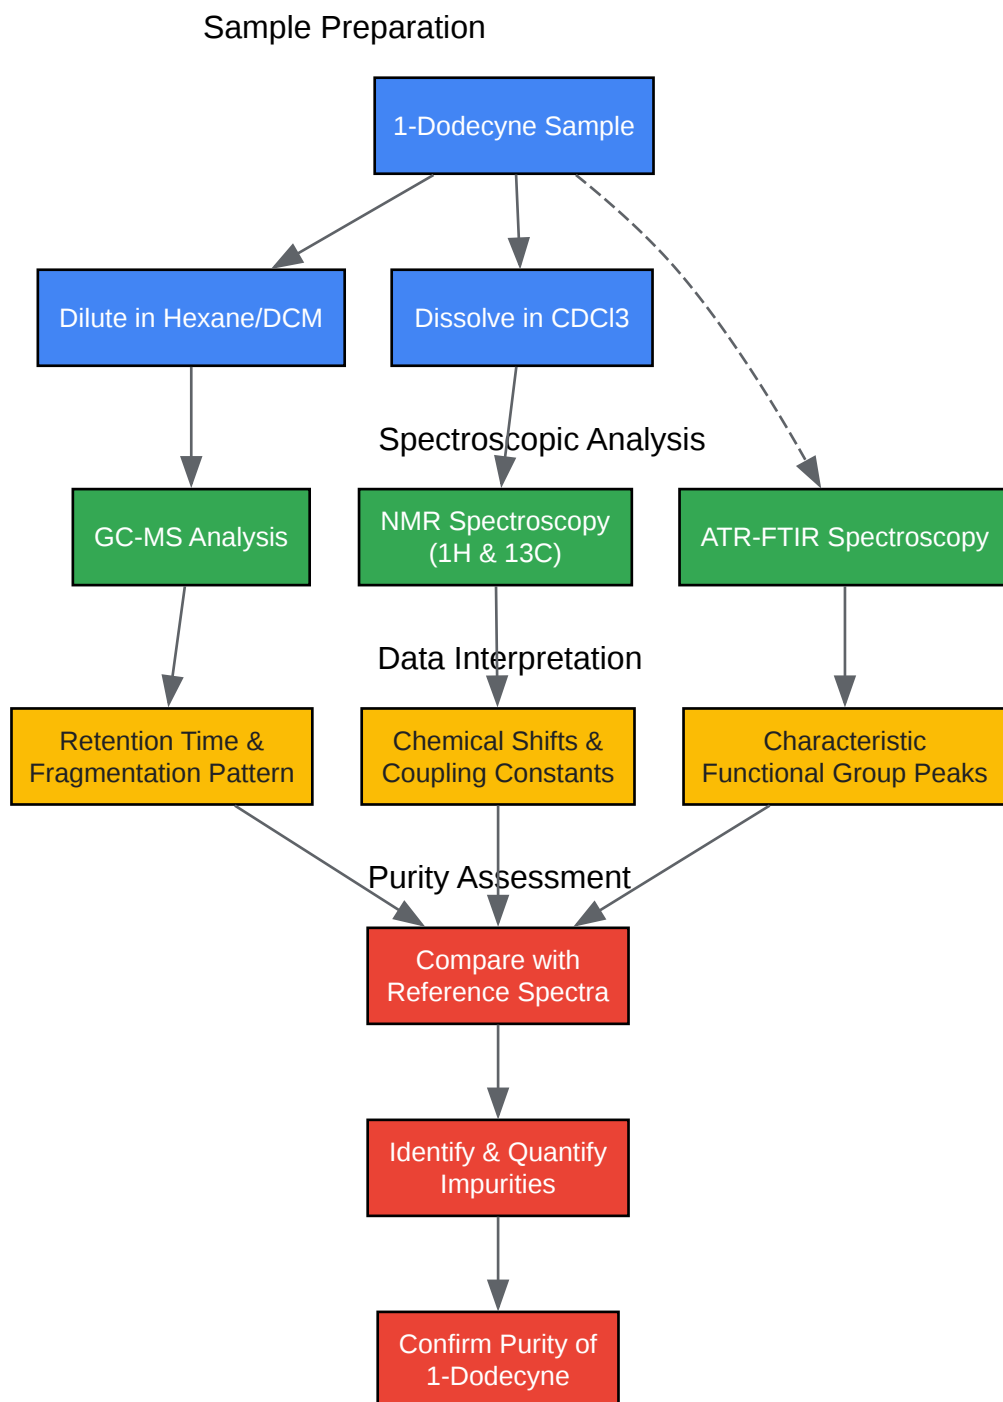 Sample Preparation
1-Dodecyne Sample
Dilute in Hexane/DCM
Dissolve in CDCl3
Spectroscopic Analysis
GC-MS Analysis
NMR Spectroscopy
(1H & 13C)
ATR-FTIR Spectroscopy
Data Interpretation
Retention Time &
Fragmentation Pattern
Chemical Shifts &
Coupling Constants
Characteristic
Functional Group Peaks
Purity Assessment
Compare with
Reference Spectra
Identify & Quantify
Impurities
Confirm Purity of
1-Dodecyne